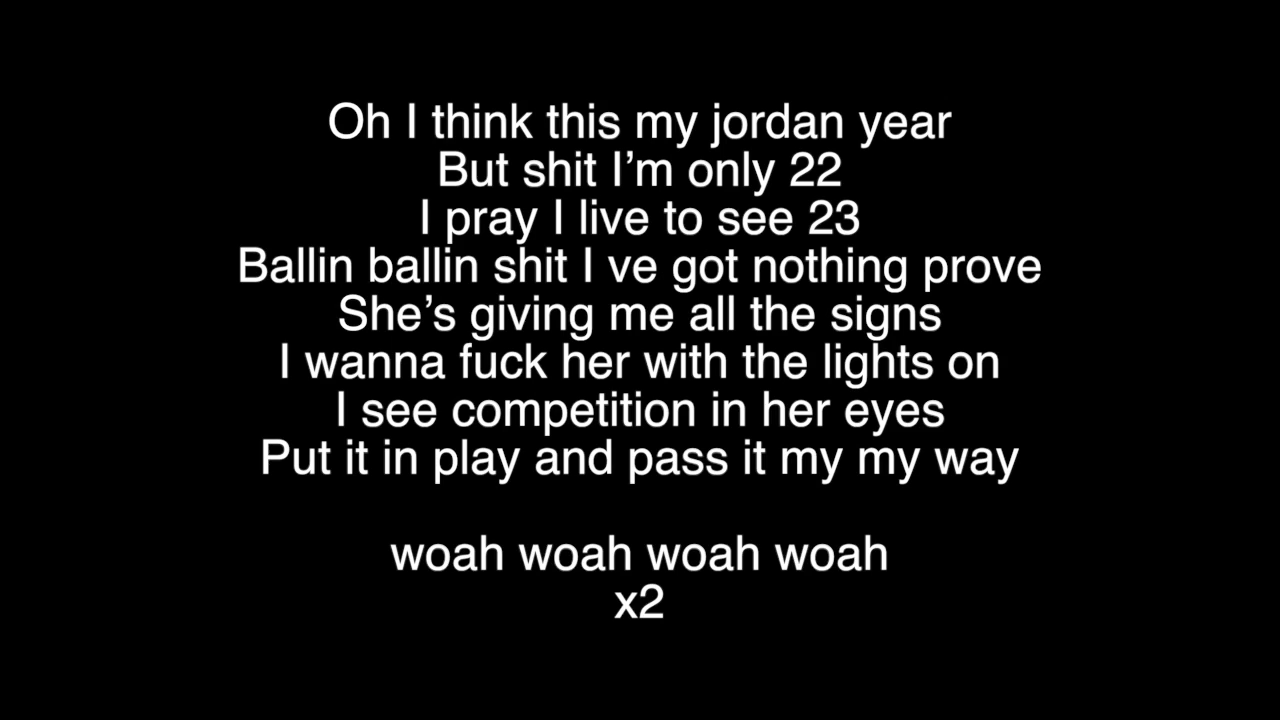 Oh I think this my jordan year
But shit I’m only 22
I pray I live to see 23
Ballin ballin shit I ve got nothing prove
She’s giving me all the signs
I wanna fuck her with the lights on
I see competition in her eyes
Put it in play and pass it my my way
woah woah woah woah
x2